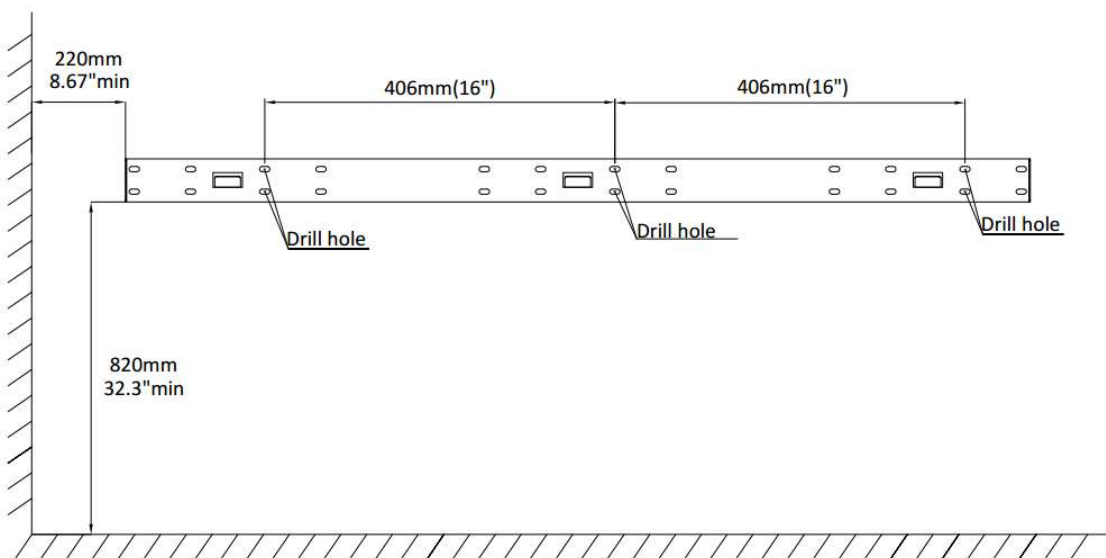 220mm
8.67"min
406mm(16")
406mm(16")
Drill hole
Drill hole
Drill hole
820mm
32.3"min